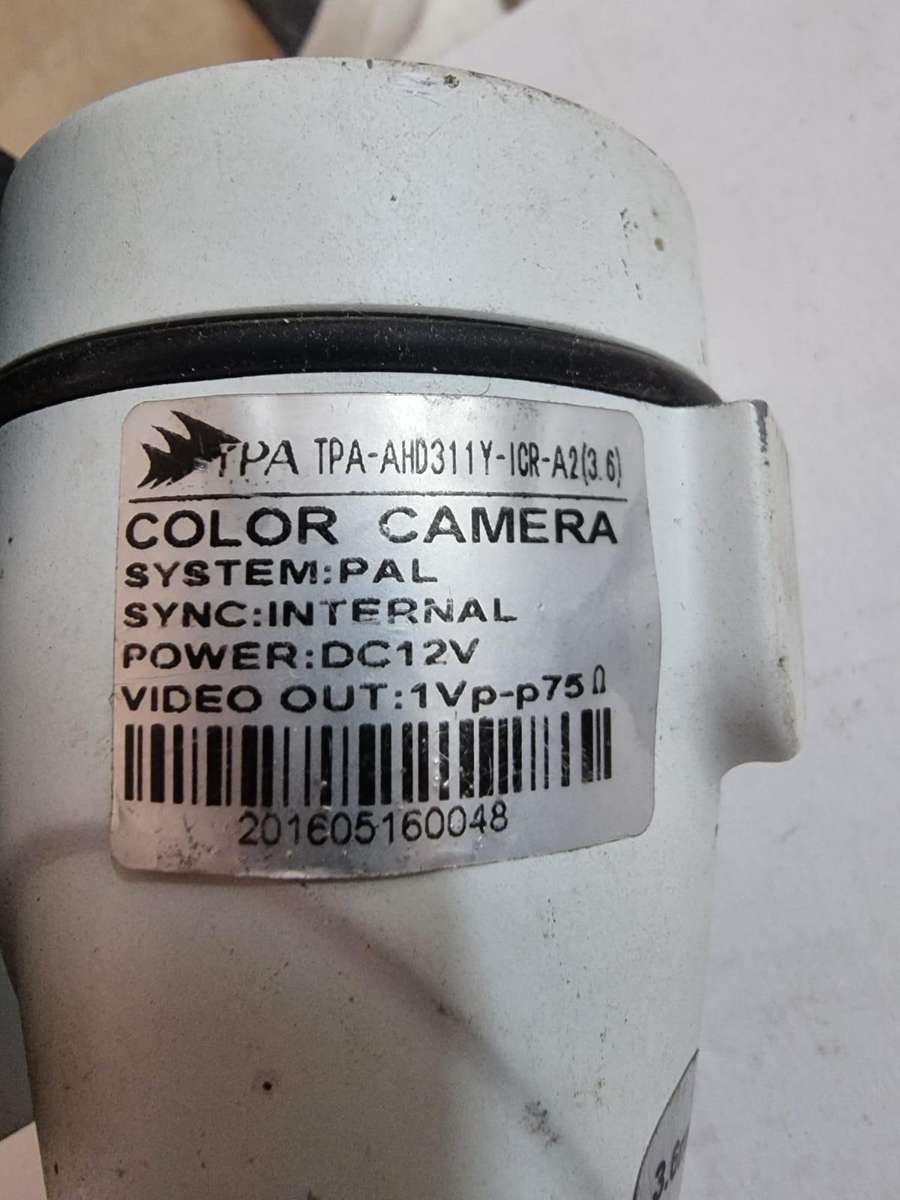 TPA TPA-AHD311Y-ICR-A2(3.6)
COLOR CAMERA
SYSTEM:PAL
SYNC:INTERNAL
POWER:DC12V
VIDEO OUT:1Vp-p75Ω
201605160048